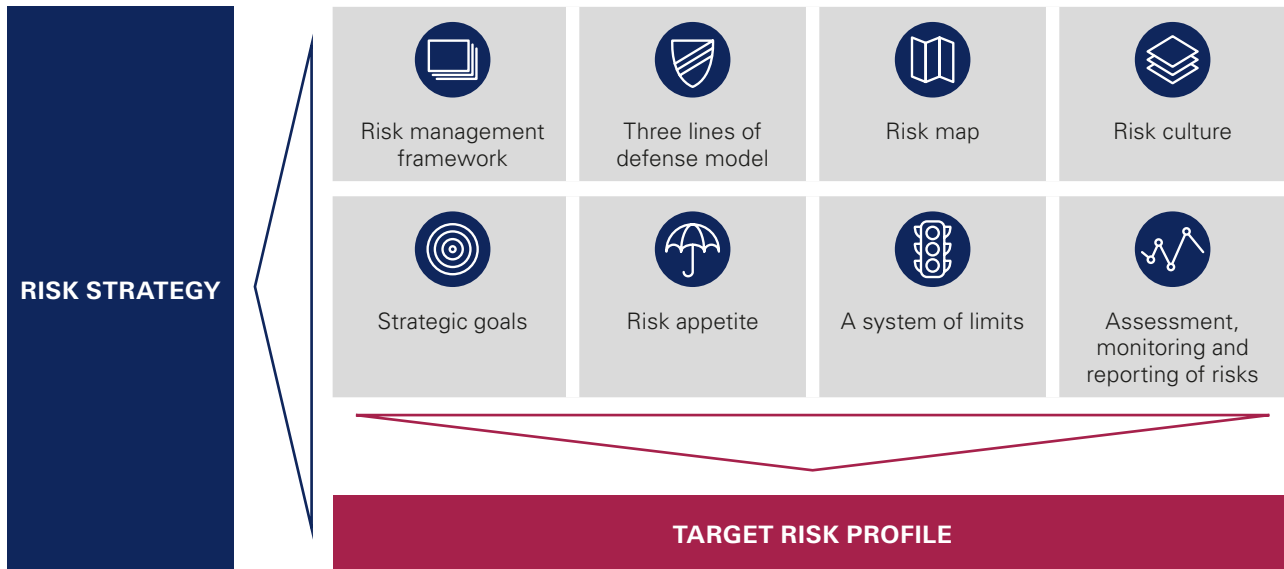 RISK STRATEGY
Risk management
framework
Three lines of
defense model
Risk map
Risk culture
Strategic goals
Risk appetite
A system of limits
Assessment,
monitoring and
reporting of risks
TARGET RISK PROFILE